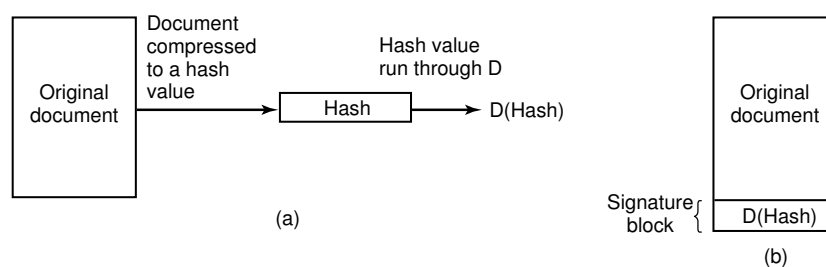 Original
document
Document
compressed
to a hash
value
Hash
Hash value
run through D
D(Hash)
(a)
Original
document
Signature
block
D(Hash)
(b)